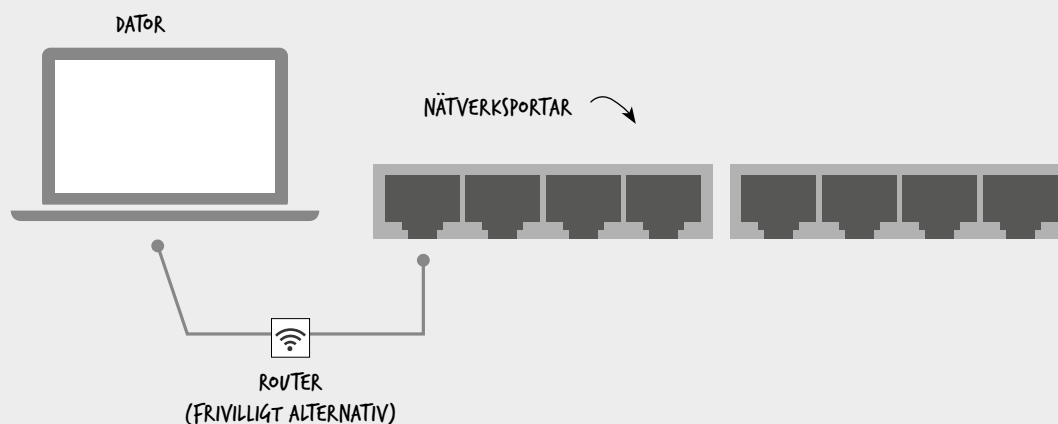 DATOR
NÄTVERKSPORTAR
ROUTER
(FRIVILLIGT ALTERNATIV)